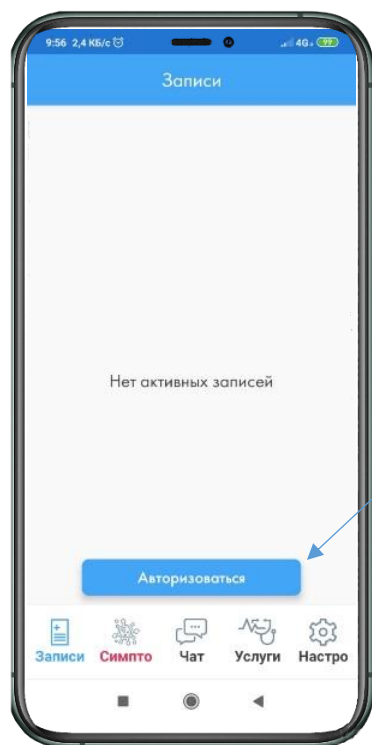 9:56 2,4 КБ/с 4G+ 99
Записи
Нет активных записей
Авторизоваться
Записи Симпто Чат Услуги Настро